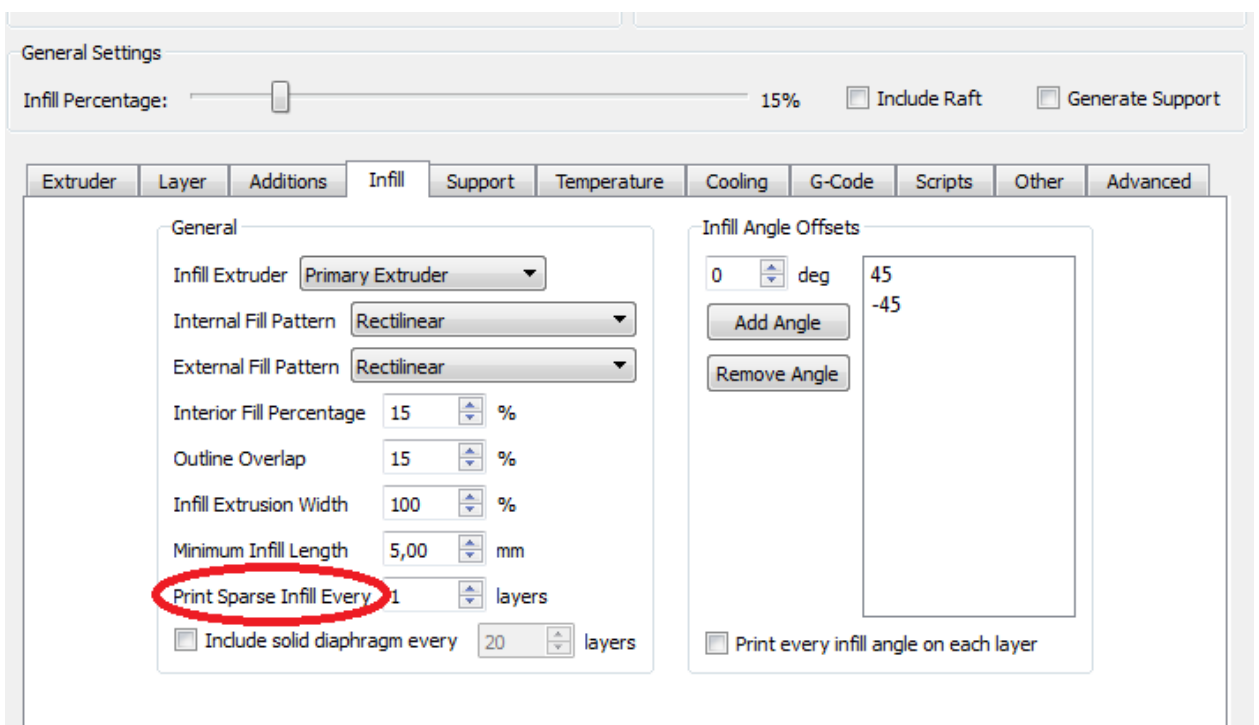 General Settings
Infill Percentage: 15% Include Raft Generate Support
Extruder Layer Additions Infill Support Temperature Cooling G-Code Scripts Other Advanced
General
Infill Extruder Primary Extruder
Internal Fill Pattern Rectilinear
External Fill Pattern Rectilinear
Interior Fill Percentage 15 %
Outline Overlap 15 %
Infill Extrusion Width 100 %
Minimum Infill Length 5,00 mm
Print Sparse Infill Every 1 layers
Include solid diaphragm every 20 layers
Infill Angle Offsets
0 deg
Add Angle
Remove Angle
45
-45
Print every infill angle on each layer